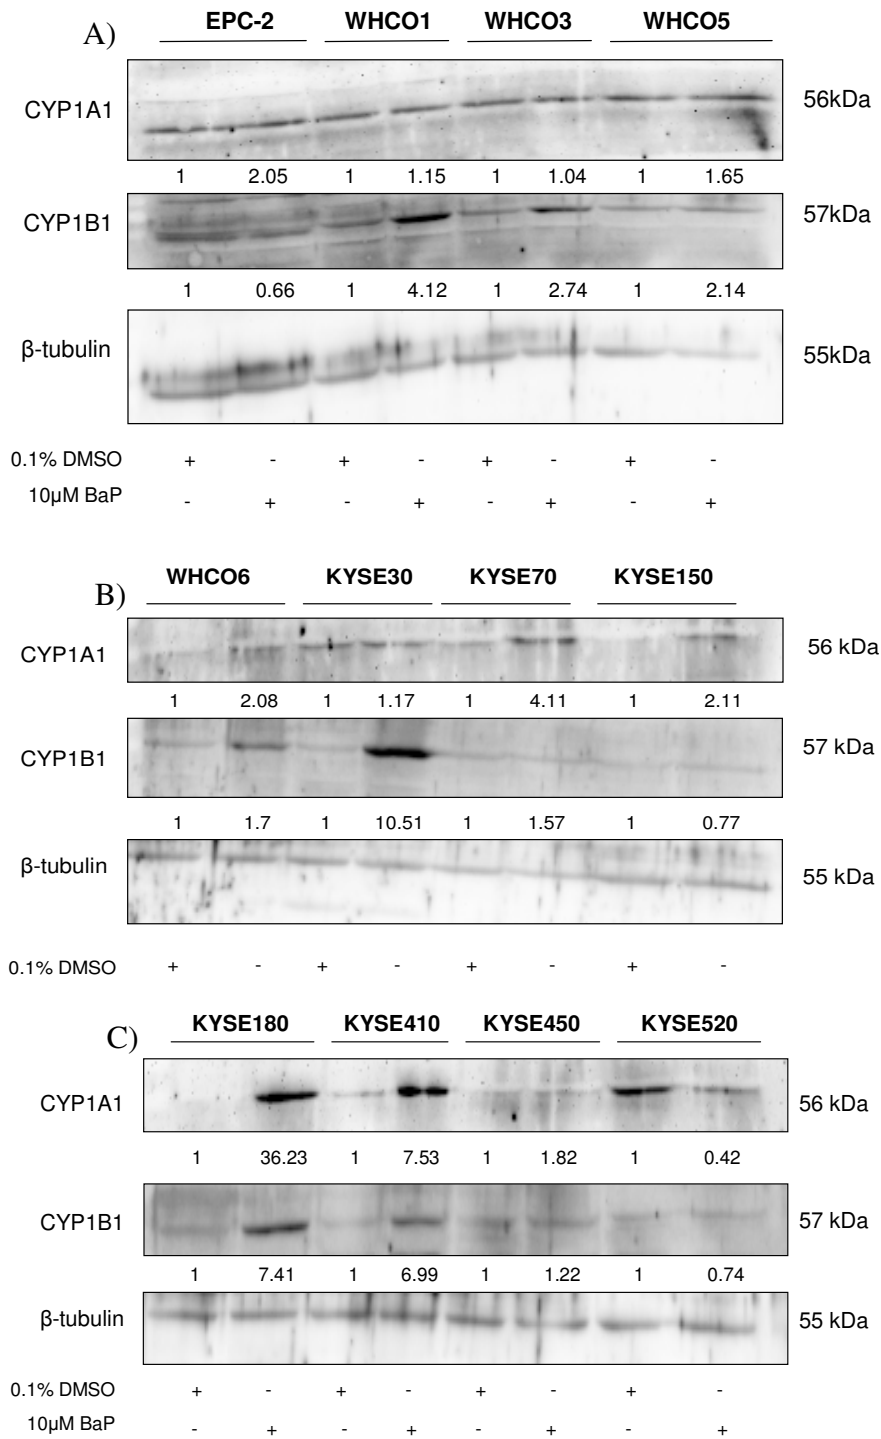 A) EPC-2 WHCO1 WHCO3 WHCO5
CYP1A1 56kDa
1 2.05 1 1.15 1 1.04 1 1.65
CYP1B1 57kDa
1 0.66 1 4.12 1 2.74 1 2.14
β-tubulin 55kDa
0.1% DMSO + - + - + - + -
10µM BaP - + - + - + - +
B) WHCO6 KYSE30 KYSE70 KYSE150
CYP1A1 56 kDa
1 2.08 1 1.17 1 4.11 1 2.11
CYP1B1 57 kDa
1 1.7 1 10.51 1 1.57 1 0.77
β-tubulin 55 kDa
0.1% DMSO + - + - + - + -
C) KYSE180 KYSE410 KYSE450 KYSE520
CYP1A1 56 kDa
1 36.23 1 7.53 1 1.82 1 0.42
CYP1B1 57 kDa
1 7.41 1 6.99 1 1.22 1 0.74
β-tubulin 55 kDa
0.1% DMSO + - + - + - + -
10µM BaP - + - + - + - +